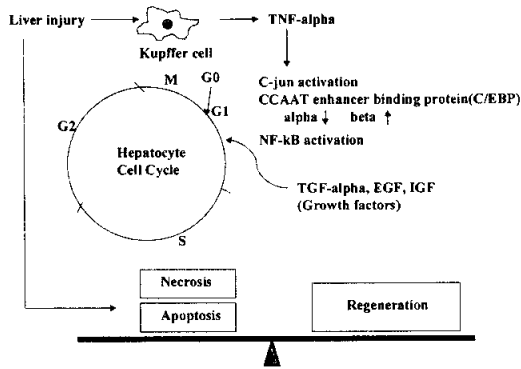 Liver injury
TNF-alpha
Kupffer cell
C-jun activation
CCAAT enhancer binding protein(C/EBP)
alpha ↓ beta ↑
NF-kB activation
M
G0
G1
G2
Hepatocyte
Cell Cycle
S
TGF-alpha, EGF, IGF
(Growth factors)
Necrosis
Apoptosis
Regeneration